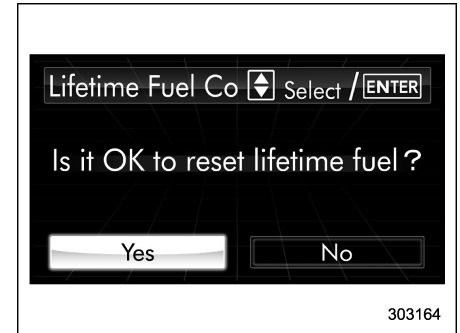 Lifetime Fuel Co Select / ENTER
Is it OK to reset lifetime fuel?
Yes No
303164